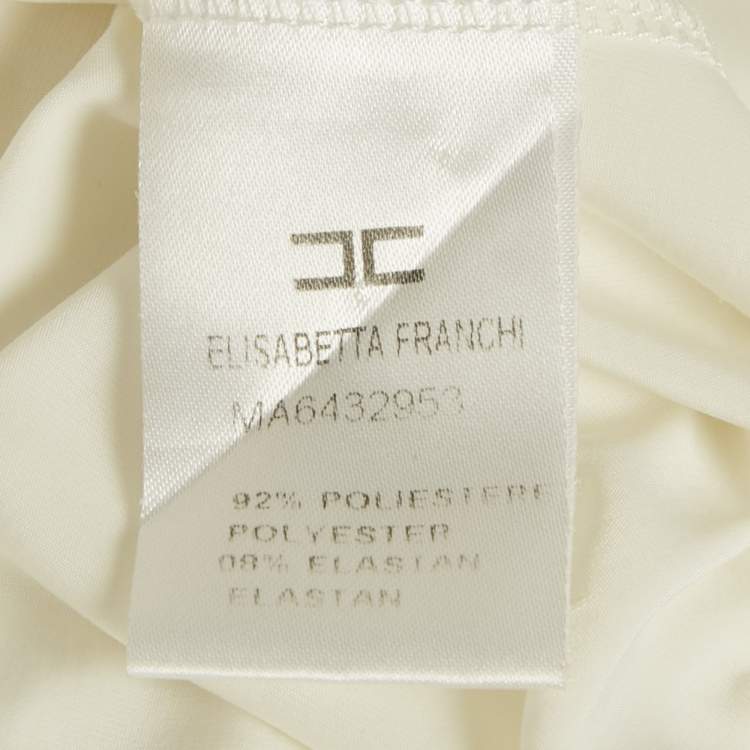 ELISABETTA FRANCHI
MA6432953
92% POLIESTERE
POLYESTER
08% ELASTAN
ELASTAN